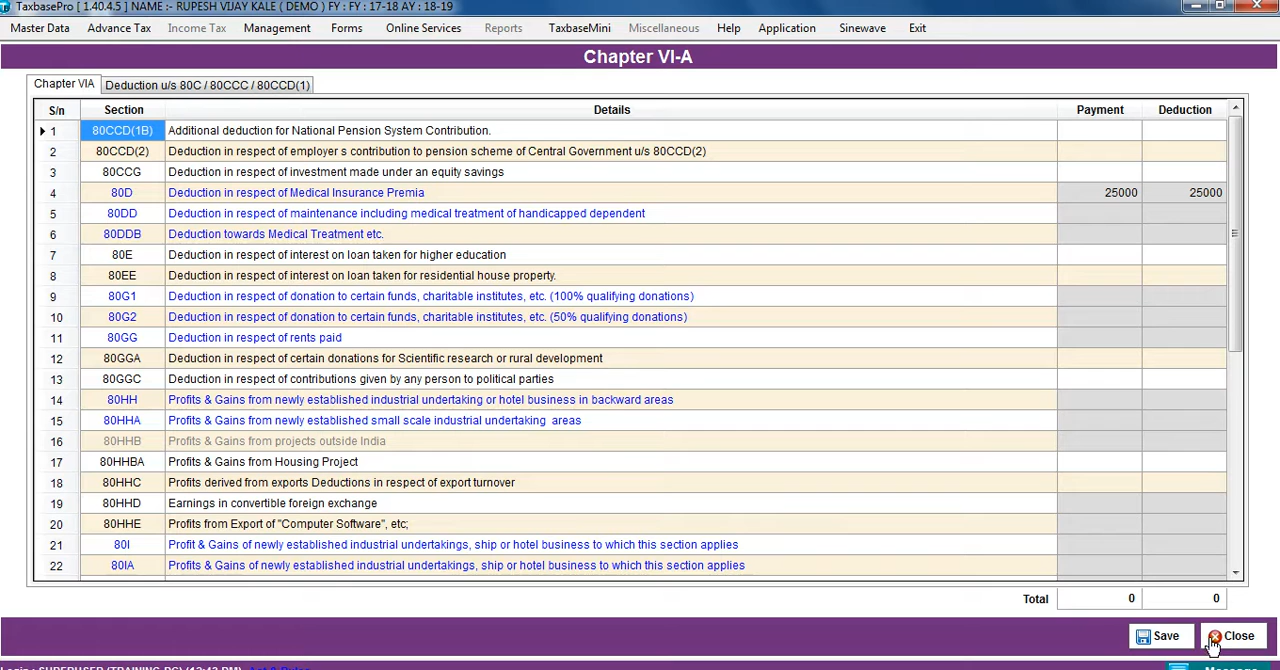 TaxbasePro [ 1.40.4.5 ] NAME :- RUPESH VIJAY KALE ( DEMO ) FY : FY : 17-18 AY : 18-19
Master Data Advance Tax Income Tax Management Forms Online Services Reports TaxbaseMini Miscellaneous Help Application Sinewave Exit
Chapter VI-A
Chapter VIA Deduction u/s 80C / 80CCC / 80CCD(1)
S/n Section Details Payment Deduction
1 80CCD(1B) Additional deduction for National Pension System Contribution.
2 80CCD(2) Deduction in respect of employer s contribution to pension scheme of Central Government u/s 80CCD(2)
3 80CCG Deduction in respect of investment made under an equity savings
4 80D Deduction in respect of Medical Insurance Premia 25000 25000
5 80DD Deduction in respect of maintenance including medical treatment of handicapped dependent
6 80DDB Deduction towards Medical Treatment etc.
7 80E Deduction in respect of interest on loan taken for higher education
8 80EE Deduction in respect of interest on loan taken for residential house property.
9 80G1 Deduction in respect of donation to certain funds, charitable institutes, etc. (100% qualifying donations)
10 80G2 Deduction in respect of donation to certain funds, charitable institutes, etc. (50% qualifying donations)
11 80GG Deduction in respect of rents paid
12 80GGA Deduction in respect of certain donations for Scientific research or rural development
13 80GGC Deduction in respect of contributions given by any person to political parties
14 80HH Profits & Gains from newly established industrial undertaking or hotel business in backward areas
15 80HHA Profits & Gains from newly established small scale industrial undertaking areas
16 80HHB Profits & Gains from projects outside India
17 80HHBA Profits & Gains from Housing Project
18 80HHC Profits derived from exports Deductions in respect of export turnover
19 80HHD Earnings in convertible foreign exchange
20 80HHE Profits from Export of "Computer Software", etc;
21 80I Profit & Gains of newly established industrial undertakings, ship or hotel business to which this section applies
22 80IA Profits & Gains of newly established industrial undertakings, ship or hotel business to which this section applies
Total 0 0
Save Close